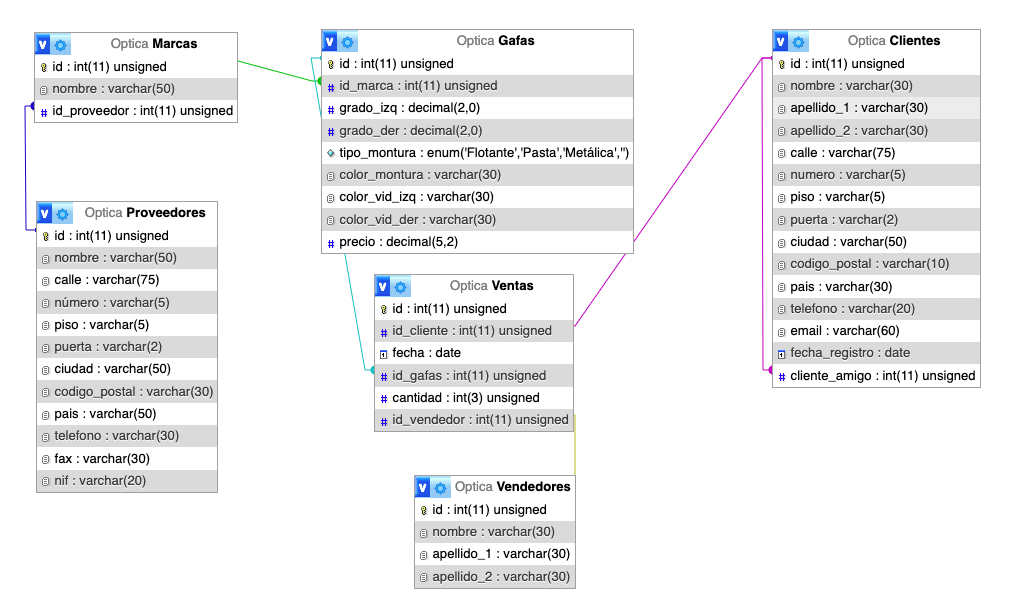 Optica Marcas
id : int(11) unsigned
nombre : varchar(50)
id_proveedor : int(11) unsigned
Optica Proveedores
id : int(11) unsigned
nombre : varchar(50)
calle : varchar(75)
número : varchar(5)
piso : varchar(5)
puerta : varchar(2)
ciudad : varchar(50)
codigo_postal : varchar(30)
pais : varchar(50)
telefono : varchar(30)
fax : varchar(30)
nif : varchar(20)
Optica Gafas
id : int(11) unsigned
id_marca : int(11) unsigned
grado_izq : decimal(2,0)
grado_der : decimal(2,0)
tipo_montura : enum('Flotante','Pasta','Metálica','')
color_montura : varchar(30)
color_vid_izq : varchar(30)
color_vid_der : varchar(30)
precio : decimal(5,2)
Optica Ventas
id : int(11) unsigned
id_cliente : int(11) unsigned
fecha : date
id_gafas : int(11) unsigned
cantidad : int(3) unsigned
id_vendedor : int(11) unsigned
Optica Vendedores
id : int(11) unsigned
nombre : varchar(30)
apellido_1 : varchar(30)
apellido_2 : varchar(30)
Optica Clientes
id : int(11) unsigned
nombre : varchar(30)
apellido_1 : varchar(30)
apellido_2 : varchar(30)
calle : varchar(75)
numero : varchar(5)
piso : varchar(5)
puerta : varchar(2)
ciudad : varchar(50)
codigo_postal : varchar(10)
pais : varchar(30)
telefono : varchar(20)
email : varchar(60)
fecha_registro : date
cliente_amigo : int(11) unsigned